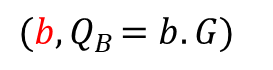 (b, Q_B = b. G)